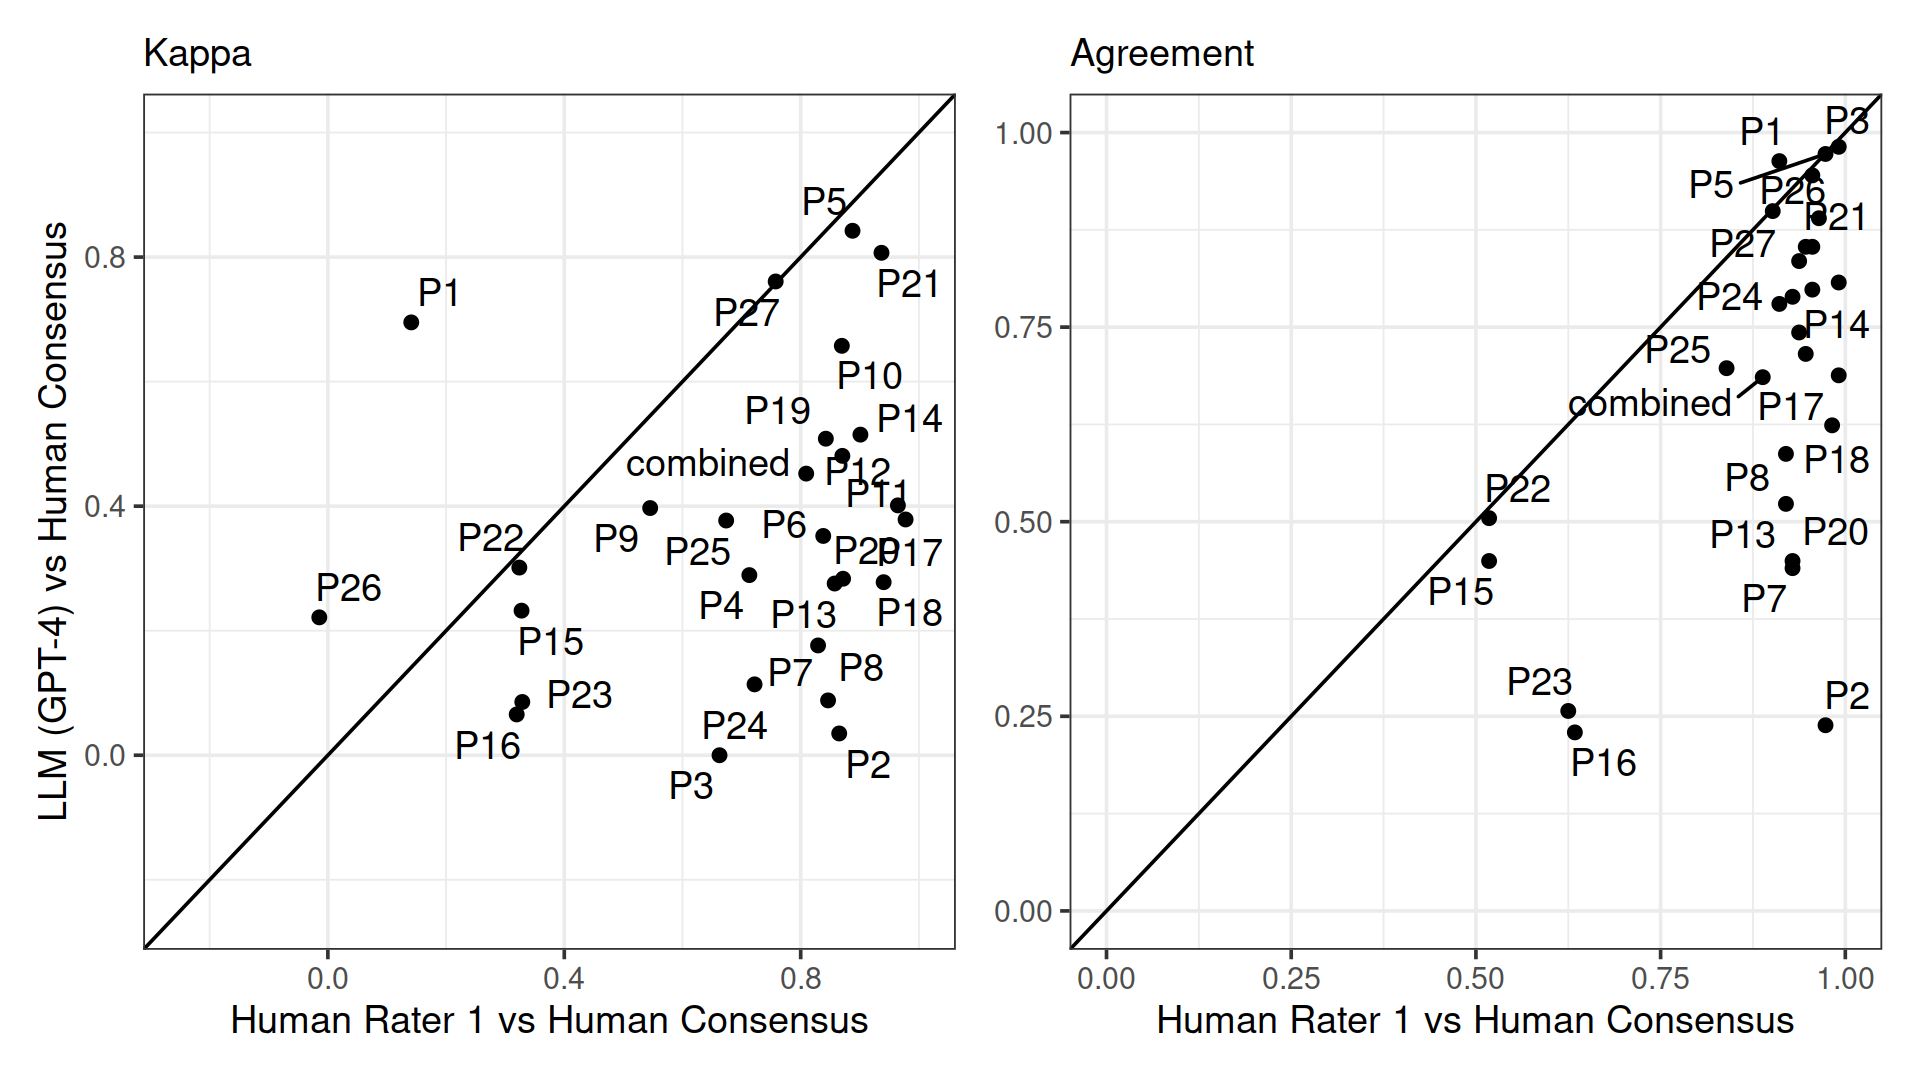 Kappa
P5
P21
P1
P27
P10
P19
P14
combined
P12
P11
P9
P6
P22
P25
P20
P17
P26
P4
P13
P18
P15
P7
P8
P23
P24
P16
P2
P3
0.8
0.4
0.0
0.0
0.4
0.8
LLM (GPT-4) vs Human Consensus
Human Rater 1 vs Human Consensus
Agreement
P3
P1
P5
P26
P21
P27
P24
P14
P25
combined
P17
P18
P8
P22
P20
P13
P15
P7
P23
P2
P16
1.00
0.75
0.50
0.25
0.00
0.00
0.25
0.50
0.75
1.00
Human Rater 1 vs Human Consensus